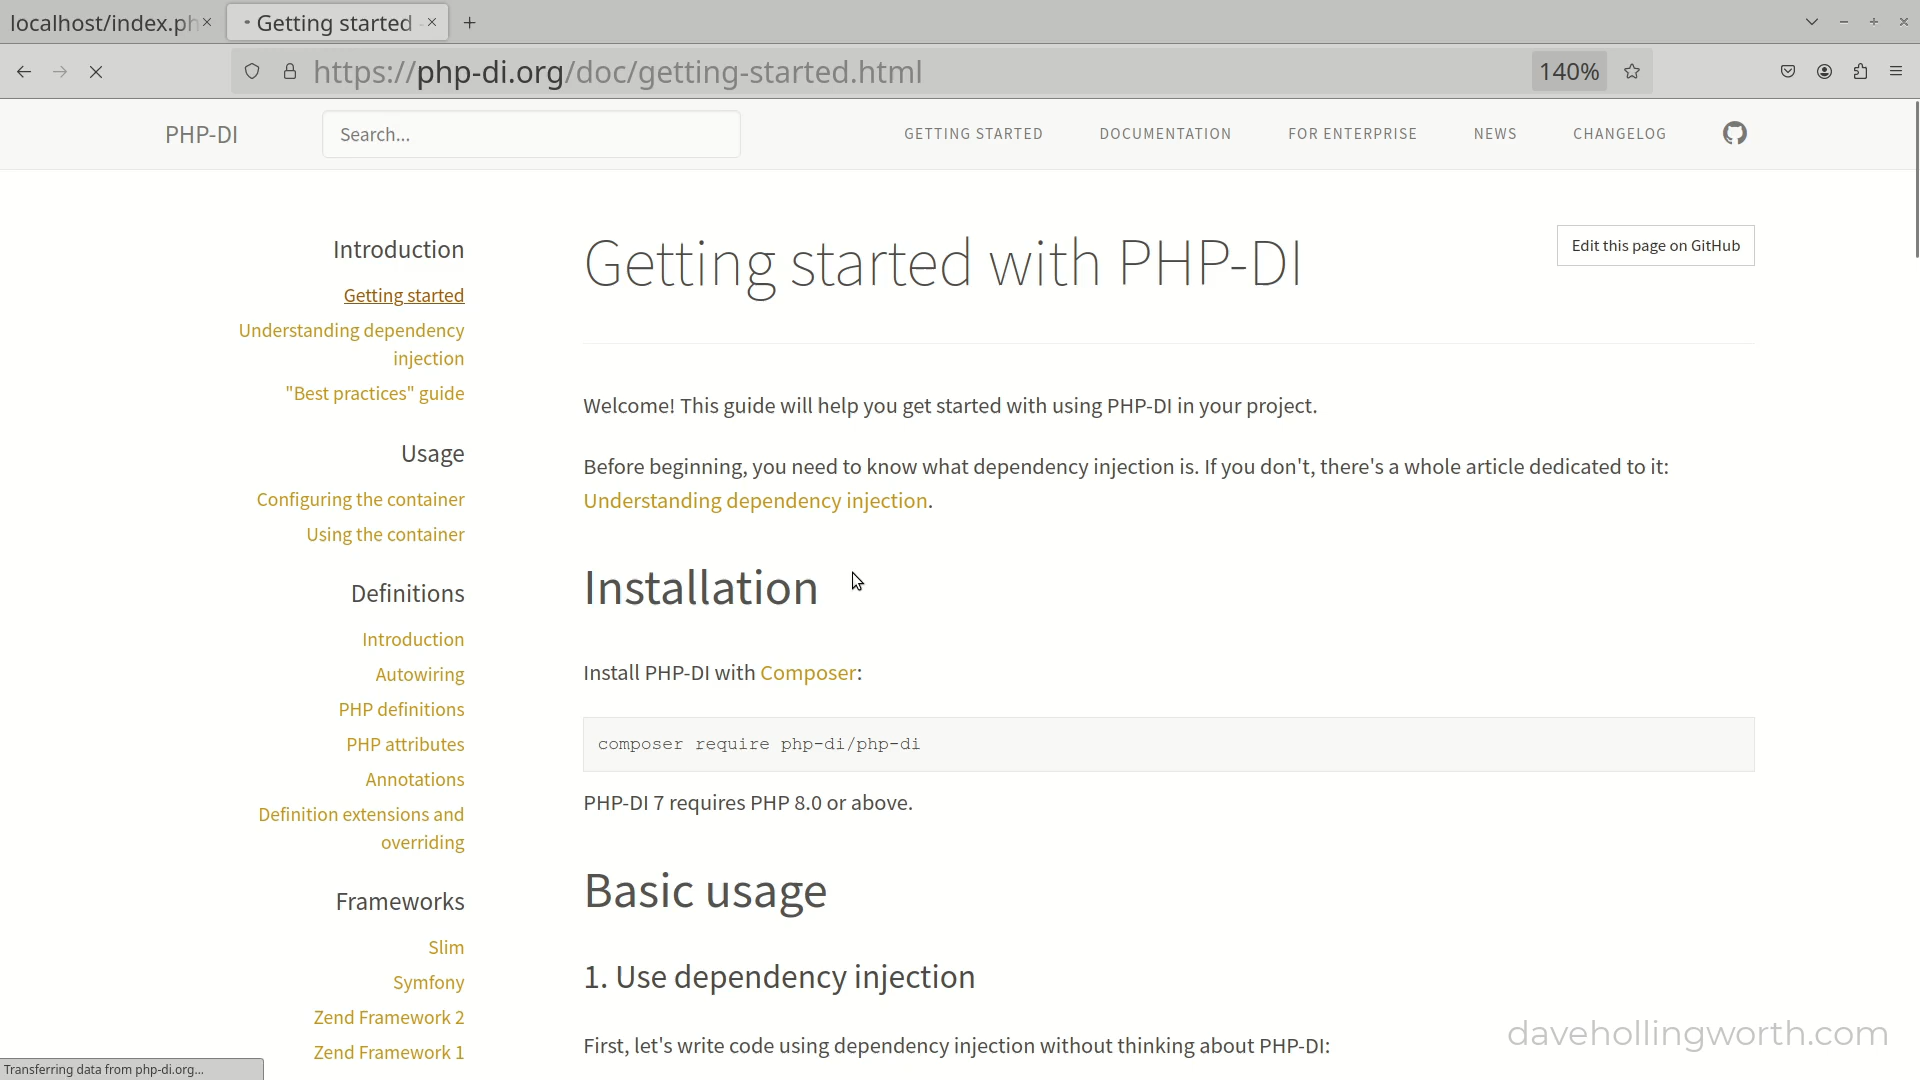 localhost/index.ph
Getting started
https://php-di.org/doc/getting-started.html
140%
PHP-DI
Search...
GETTING STARTED
DOCUMENTATION
FOR ENTERPRISE
NEWS
CHANGELOG
Introduction
Getting started
Understanding dependency
injection
"Best practices" guide
Usage
Configuring the container
Using the container
Definitions
Introduction
Autowiring
PHP definitions
PHP attributes
Annotations
Definition extensions and
overriding
Frameworks
Slim
Symfony
Zend Framework 2
Zend Framework 1
Getting started with PHP-DI
Edit this page on GitHub
Welcome! This guide will help you get started with using PHP-DI in your project.
Before beginning, you need to know what dependency injection is. If you don't, there's a whole article dedicated to it:
Understanding dependency injection.
Installation
Install PHP-DI with Composer:
composer require php-di/php-di
PHP-DI 7 requires PHP 8.0 or above.
Basic usage
1. Use dependency injection
First, let's write code using dependency injection without thinking about PHP-DI:
davehollingworth.com
Transferring data from php-di.org...